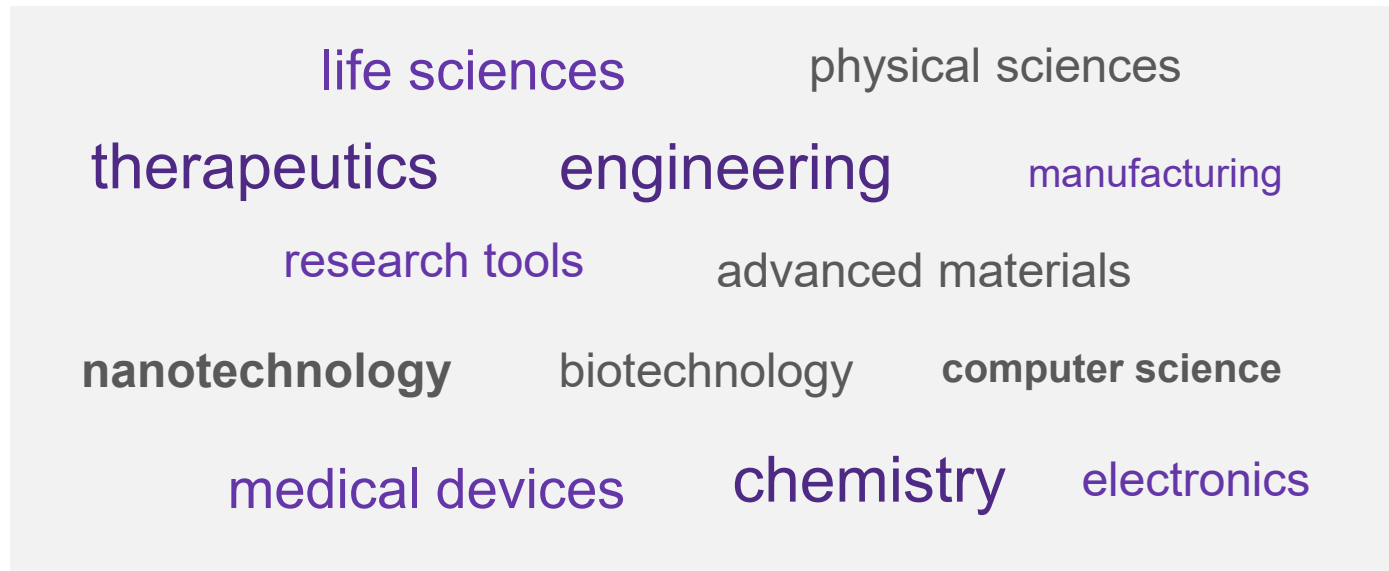 life sciences physical sciences
therapeutics engineering manufacturing
research tools advanced materials
nanotechnology biotechnology computer science
medical devices chemistry electronics